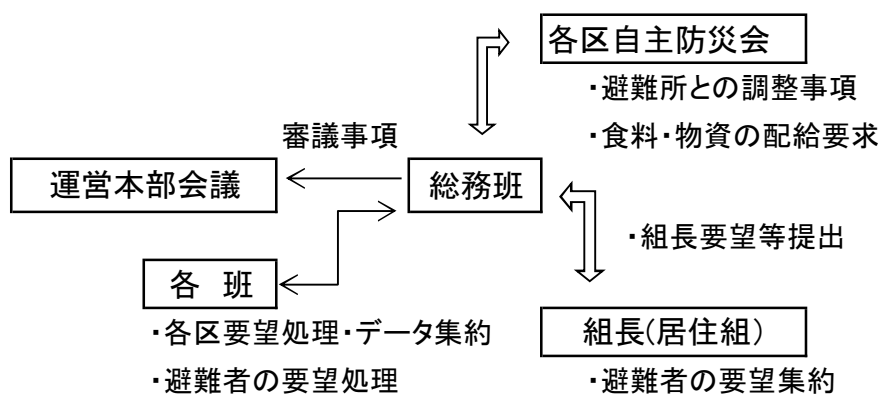 各区自主防災会
・避難所との調整事項
・食料・物資の配給要求
審議事項
運営本部会議
総務班
・組長要望等提出
各 班
・各区要望処理・データ集約
・避難者の要望処理
組長(居住組)
・避難者の要望集約